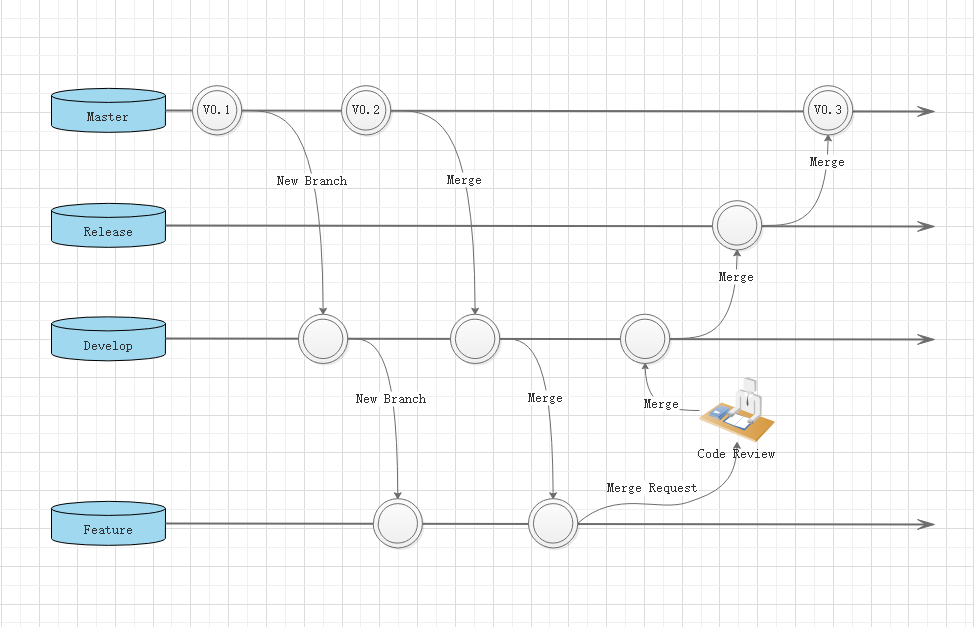 Master
V0.1
V0.2
V0.3
Merge
New Branch
Merge
Release
Merge
Develop
New Branch
Merge
Merge
Code Review
Merge Request
Feature